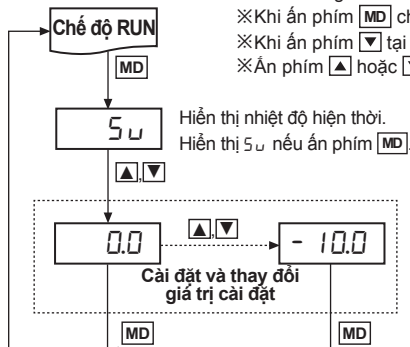 Chế độ RUN
※Khi ấn phím MD
※Khi ấn phím ▼ tại
※Ấn phím ▲ hoặc
MD
Su
Hiển thị nhiệt độ hiện thời.
Hiển thị Su nếu ấn phím MD.
▲,▼
0.0
▲,▼
- 10.0
Cài đặt và thay đổi
giá trị cài đặt
MD
MD